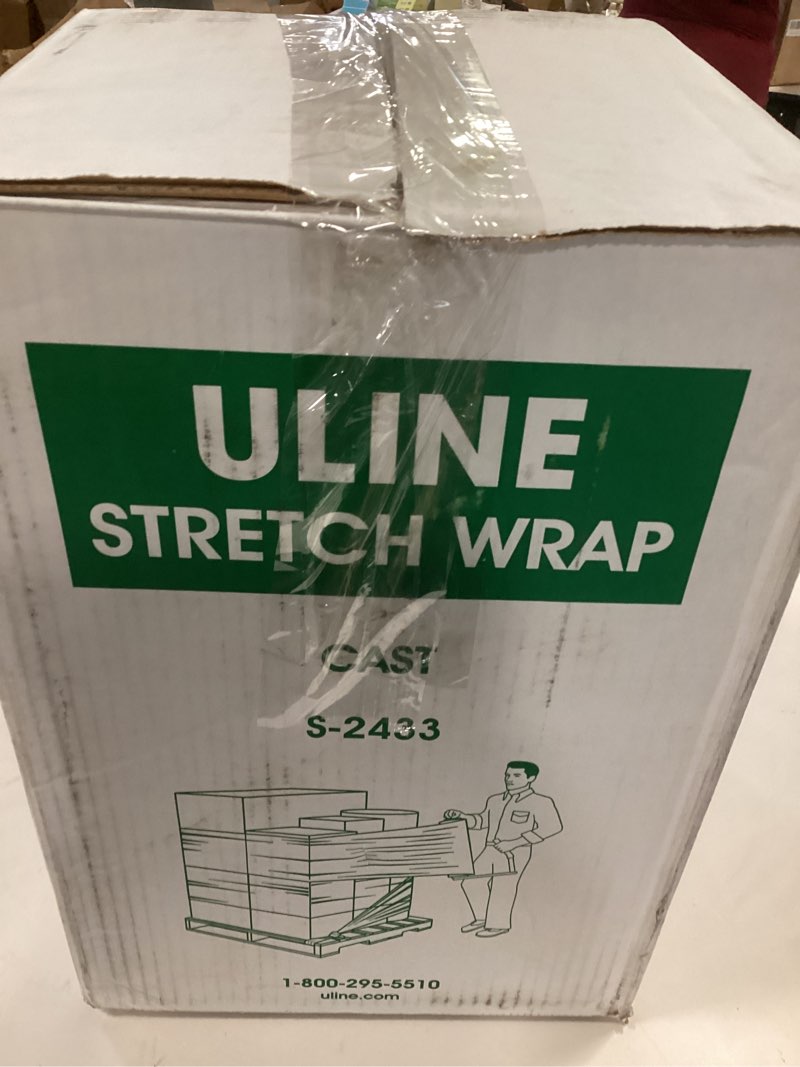 ULINE
STRETCH WRAP
CAST
S-2433
1-800-295-5510
uline.com